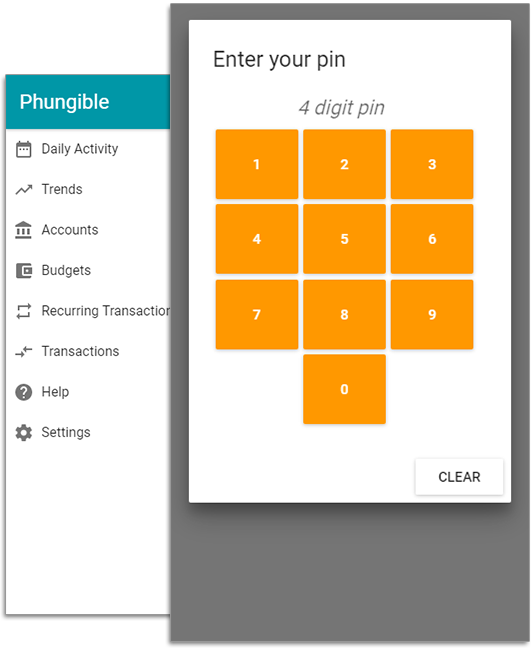 Phungible
Daily Activity
Trends
Accounts
Budgets
Recurring Transaction
Transactions
Help
Settings
Enter your pin
4 digit pin
1 2 3
4 5 6
7 8 9
0
CLEAR